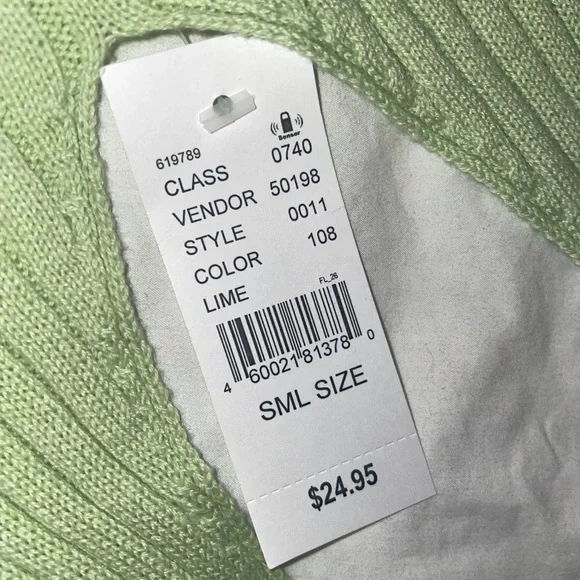 Sensor
619789
CLASS 0740
VENDOR 50198
STYLE 0011
COLOR 108
LIME
FL_26
4 60021 81378 0
SML SIZE
$24.95